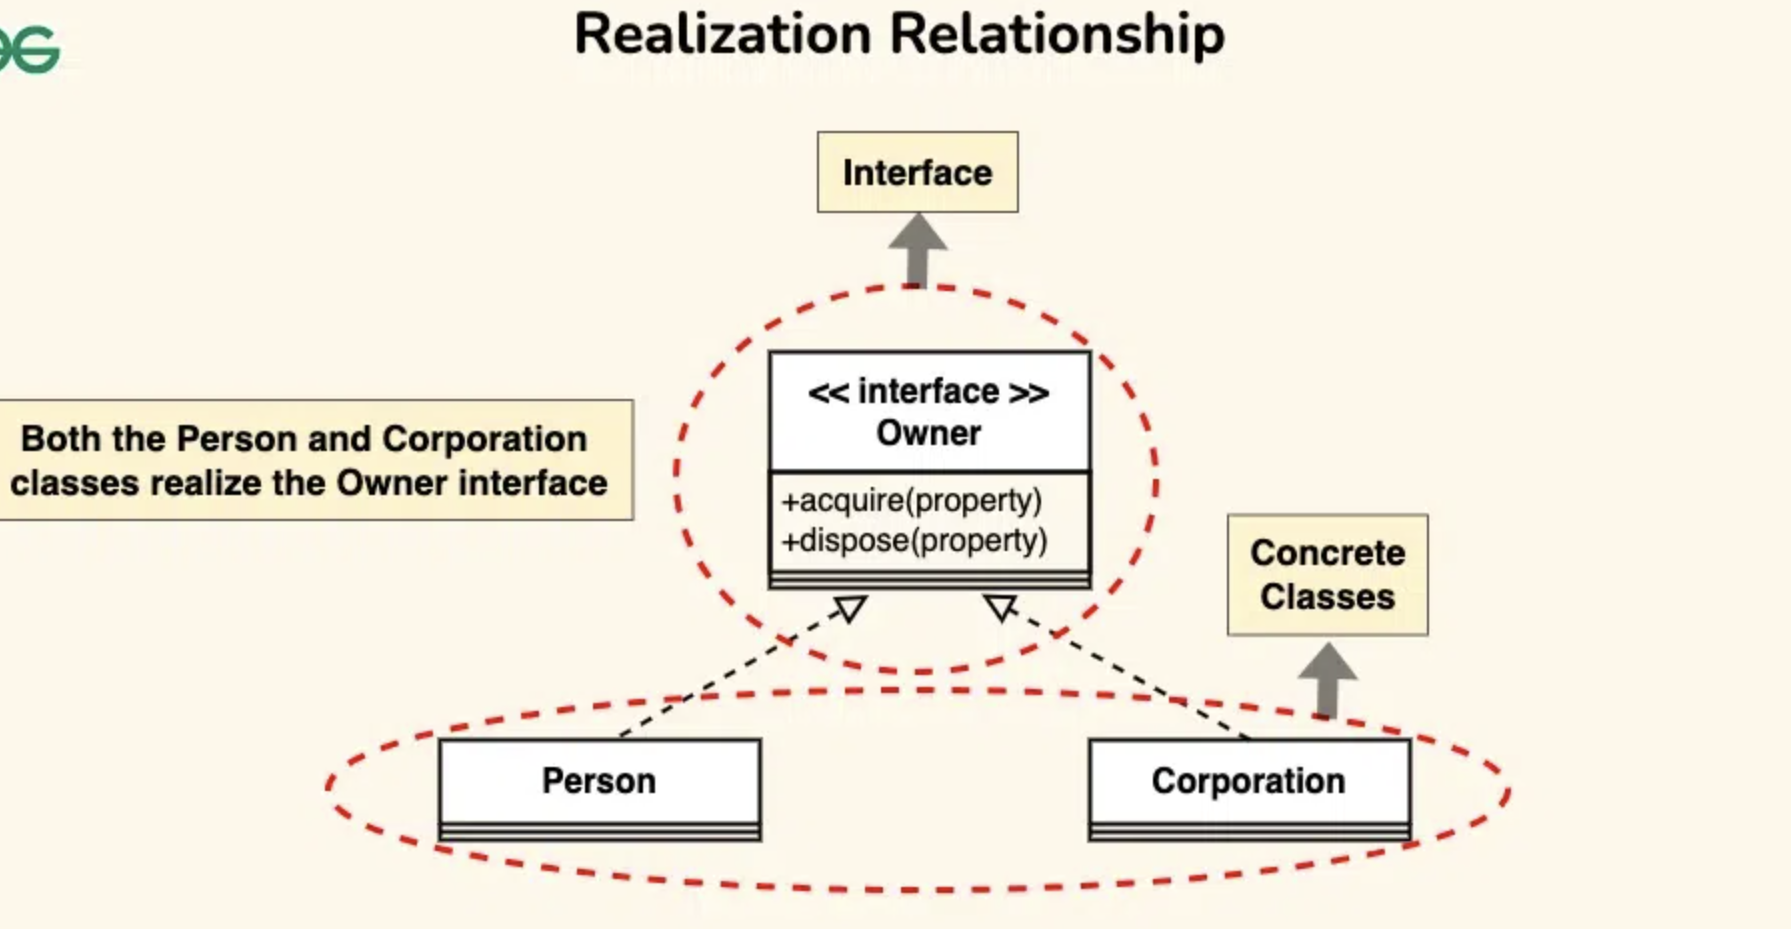 Realization Relationship
Interface
<< interface >>
Owner
+acquire(property)
+dispose(property)
Both the Person and Corporation
classes realize the Owner interface
Concrete
Classes
Person
Corporation